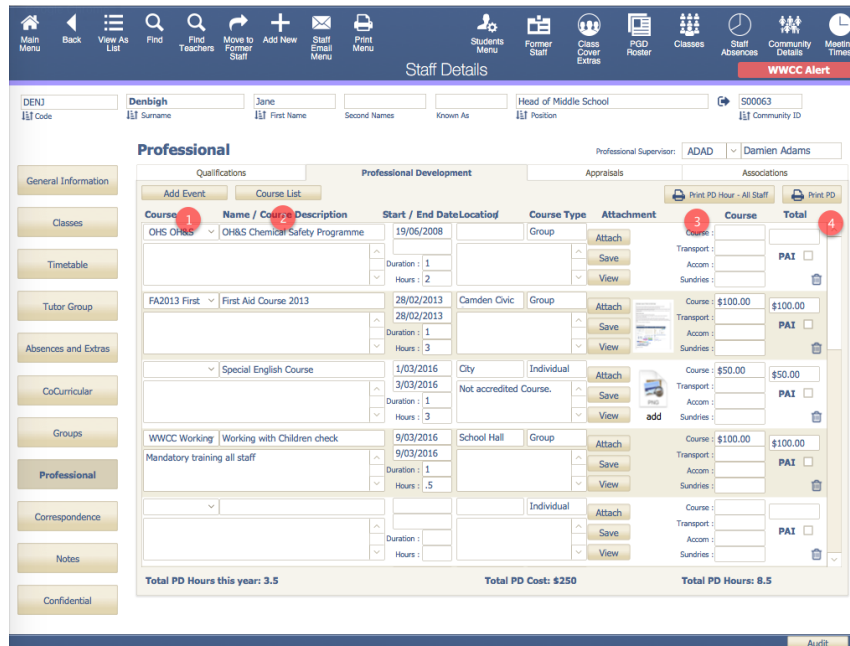 Main Menu Back View As List Find Find Teachers Move to Former Staff Add New Staff Email Menu Print Menu Students Menu Former Staff Class Cover Extras PGD Roster Classes Staff Absences Community Details Meeting Times
Staff Details
WWCC Alert
DENJ Denbigh Jane Head of Middle School S00063
Code Surname First Name Second Names Known As Position Community ID
Professional
Professional Supervisor: ADAD Damien Adams
Qualifications Professional Development Appraisals Associations
General Information
Classes
Timetable
Tutor Group
Absences and Extras
CoCurricular
Groups
Professional
Correspondence
Notes
Confidential
Add Event Course List Print PD Hour - All Staff Print PD
Course 1 Name / Course Description 2 Start / End Date Location Course Type Attachment 3 Course Total 4
OHS OH&S OH&S Chemical Safety Programme 19/06/2008 Group Attach Course :
Transport :
Save PAI
Duration : 1 Accom :
Hours : 2 View Sundries :
FA2013 First First Aid Course 2013 28/02/2013 Camden Civic Group Attach Course : $100.00 $100.00
28/02/2013 Transport :
Save PAI
Duration : 1 Accom :
Hours : 3 View Sundries :
Special English Course 1/03/2016 City Individual Attach Course : $50.00 $50.00
3/03/2016 Not accredited Course. Transport :
Save PNG PAI
Duration : 1 Accom :
Hours : 3 View add Sundries :
WWCC Working Working with Children check 9/03/2016 School Hall Group Attach Course : $100.00 $100.00
Mandatory training all staff 9/03/2016 Transport :
Save PAI
Duration : 1 Accom :
Hours : .5 View Sundries :
Individual Attach Course :
Transport :
Save PAI
Duration : Accom :
Hours : View Sundries :
Total PD Hours this year: 3.5 Total PD Cost: $250 Total PD Hours: 8.5
Audit